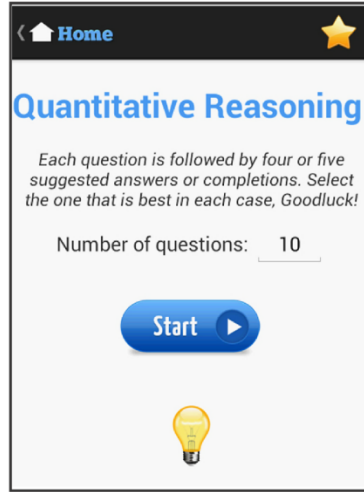 Home
Quantitative Reasoning
Each question is followed by four or five
suggested answers or completions. Select
the one that is best in each case, Goodluck!
Number of questions: 10
Start